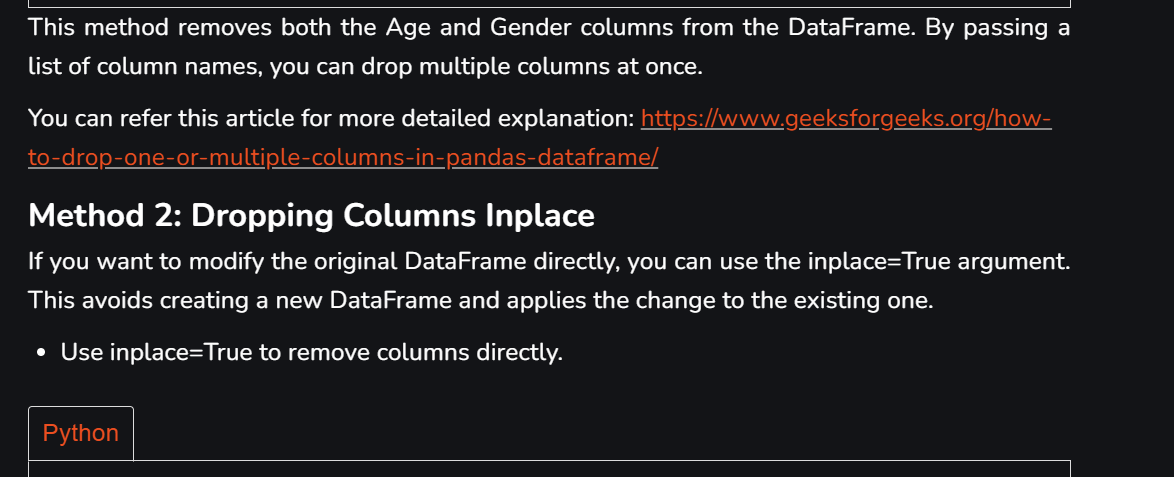 This method removes both the Age and Gender columns from the DataFrame. By passing a
list of column names, you can drop multiple columns at once.
You can refer this article for more detailed explanation: https://www.geeksforgeeks.org/how-
to-drop-one-or-multiple-columns-in-pandas-dataframe/
Method 2: Dropping Columns Inplace
If you want to modify the original DataFrame directly, you can use the inplace=True argument.
This avoids creating a new DataFrame and applies the change to the existing one.
• Use inplace=True to remove columns directly.
Python